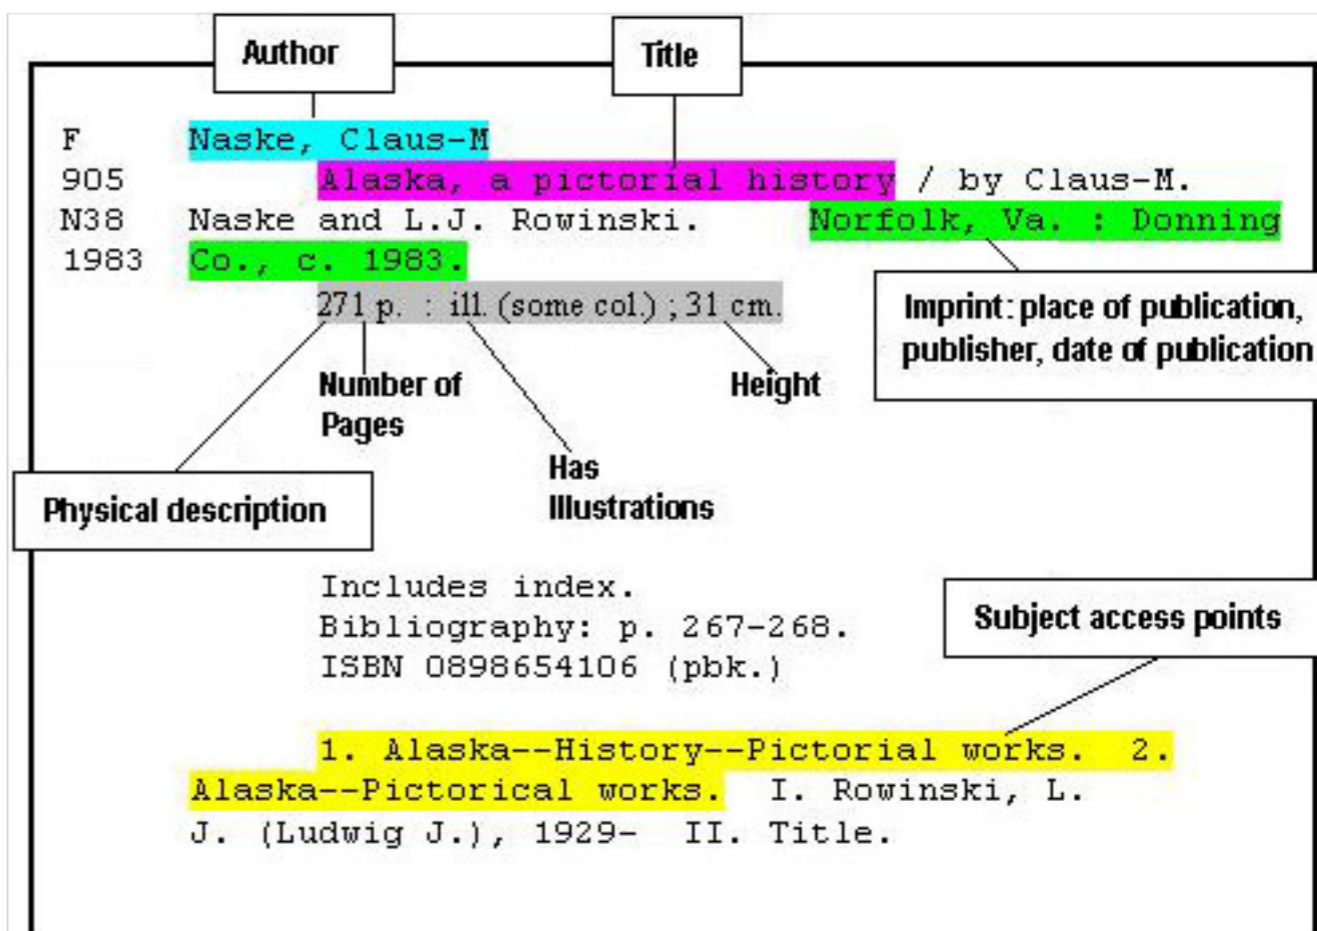 Author
Title
F Naske, Claus-M
905 Alaska, a pictorial history / by Claus-M.
N38 Naske and L.J. Rowinski. Norfolk, Va. : Donning
1983 Co., c. 1983.
271 p. : ill. (some col.) ; 31 cm.
Imprint: place of publication,
publisher, date of publication
Number of
Pages
Height
Has
Illustrations
Physical description
Includes index.
Bibliography: p. 267-268.
ISBN 0898654106 (pbk.)
Subject access points
1. Alaska--History--Pictorial works. 2.
Alaska--Pictorical works. I. Rowinski, L.
J. (Ludwig J.), 1929- II. Title.